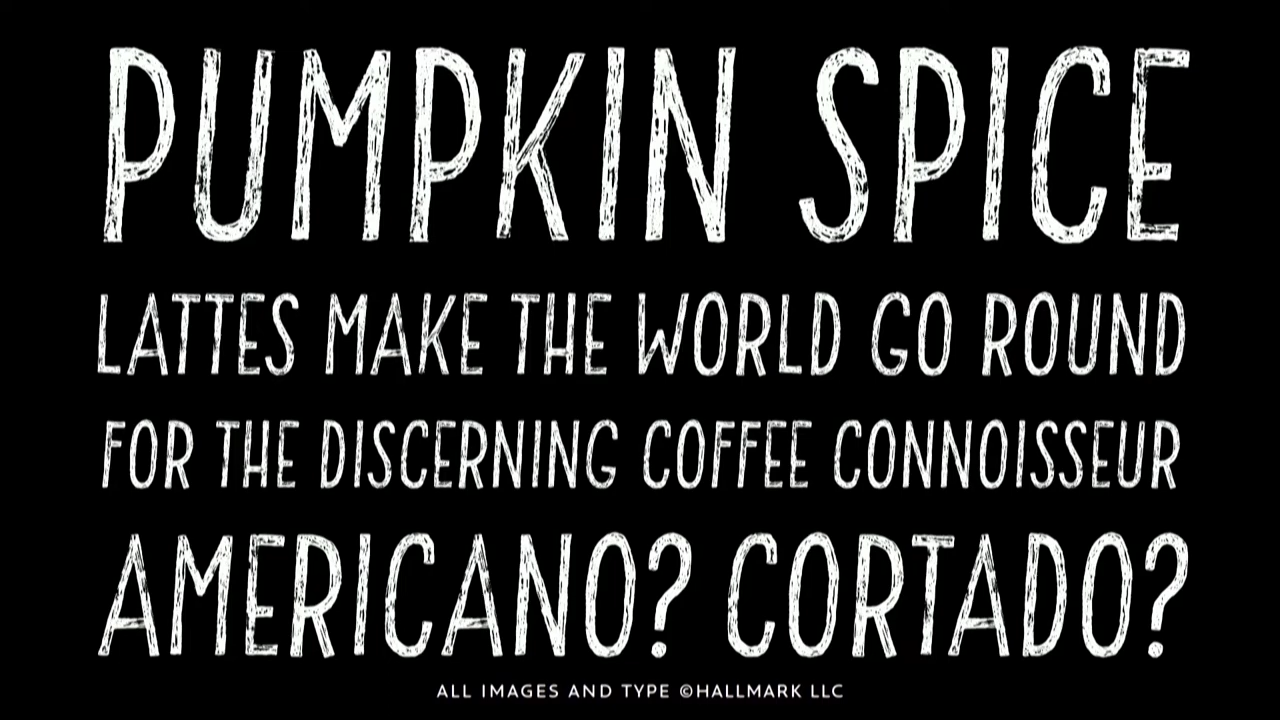 PUMPKIN SPICE
LATTES MAKE THE WORLD GO ROUND
FOR THE DISCERNING COFFEE CONNOISSEUR
AMERICANO? CORTADO?
ALL IMAGES AND TYPE ©HALLMARK LLC